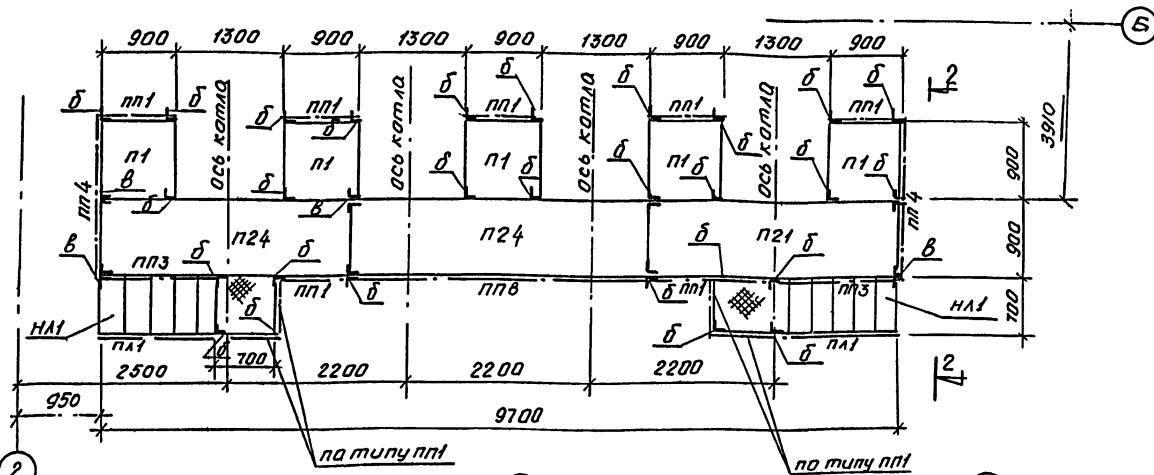 Б
900 1300 900 1300 900 1300 900 1300 900
2
3910
б пп1 б б пп1 б пп1 б б пп1 б пп1 б
ось котла ось котла ось котла ось котла
б б
п1 п1 п1 п1 п1
900
пп4 в б б в б б б б б б пп4
п24 п24 п21
900
в пп3 б б б б в
пп1 б пп8 б пп1 пп3
700
нл1 б нл1
пл1 б 700 б б пл1
2
2500 2200 2200 2200
950
9700
по типу пп1 по типу пп1
2